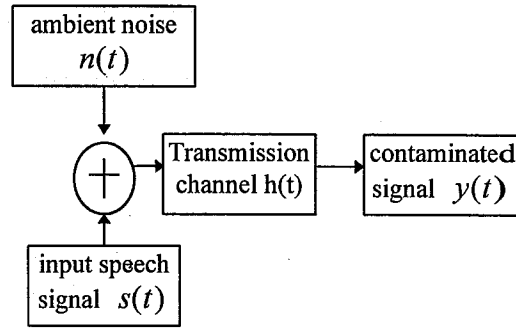 ambient noise
n(t)
+
Transmission
channel h(t)
contaminated
signal y(t)
input speech
signal s(t)